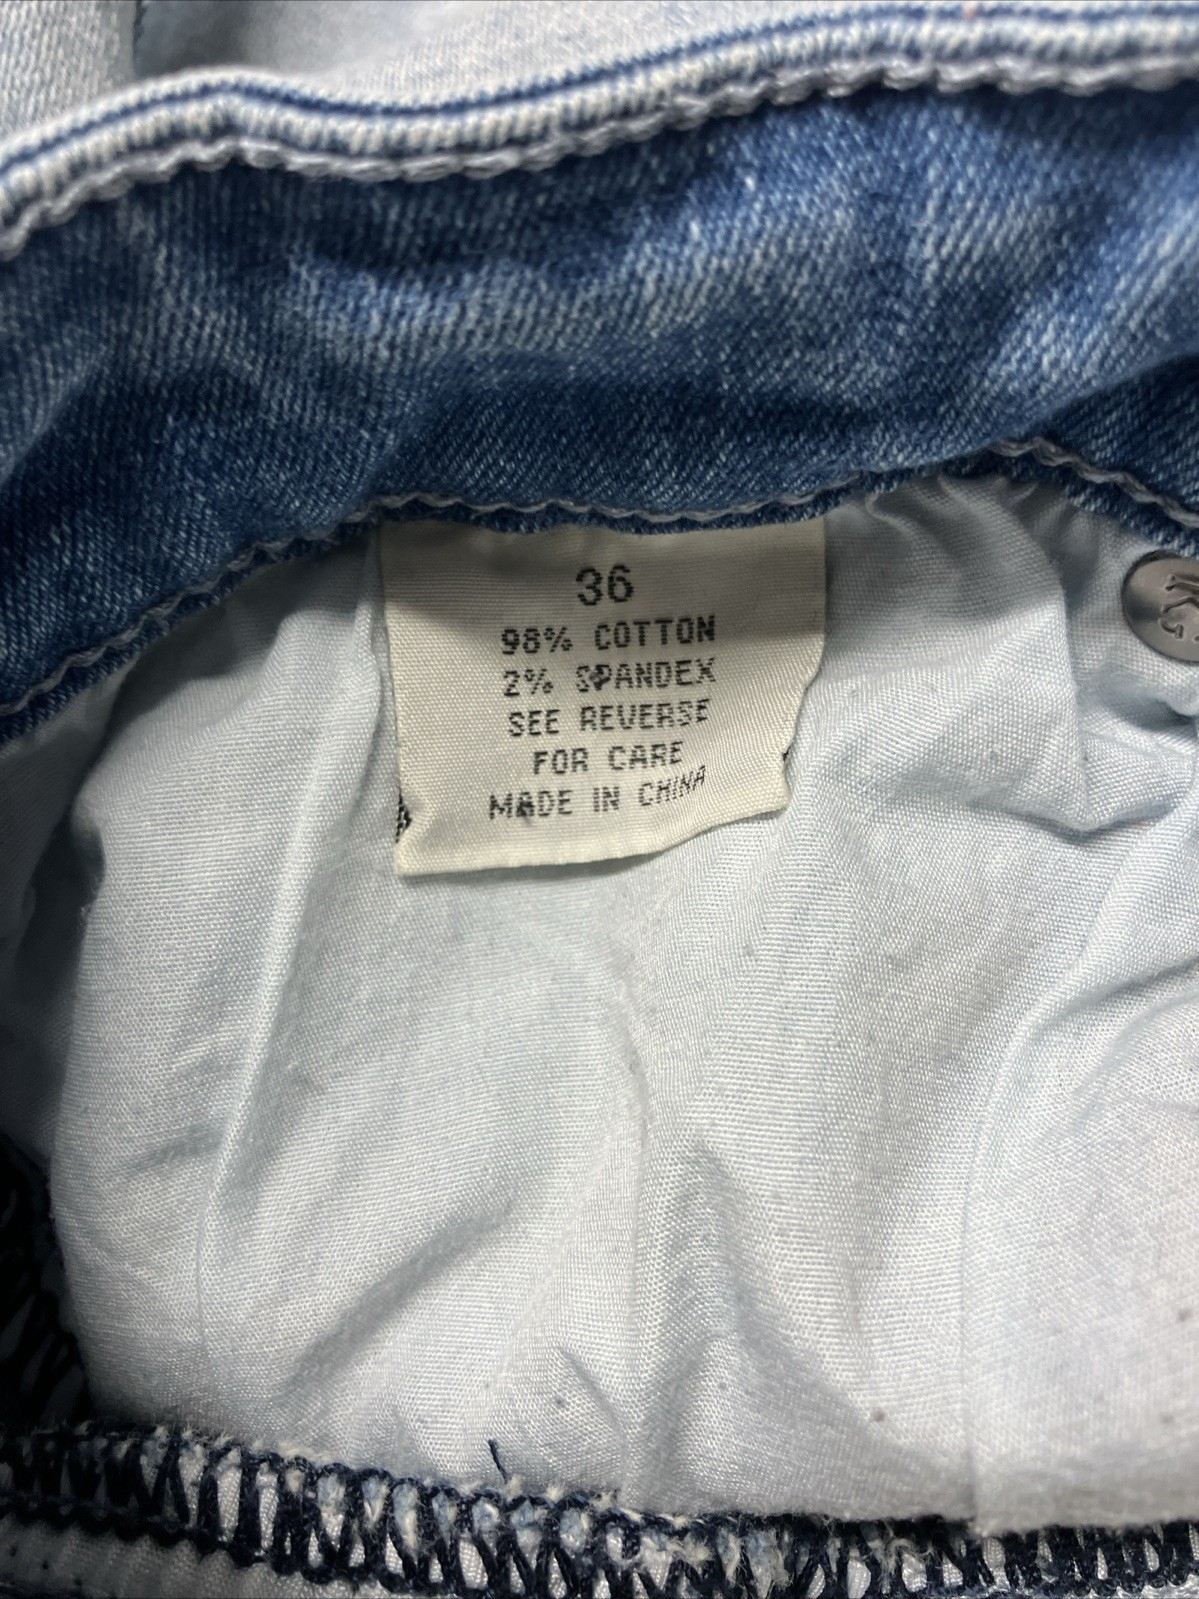 36
98% COTTON
2% SPANDEX
SEE REVERSE
FOR CARE
MADE IN CHINA